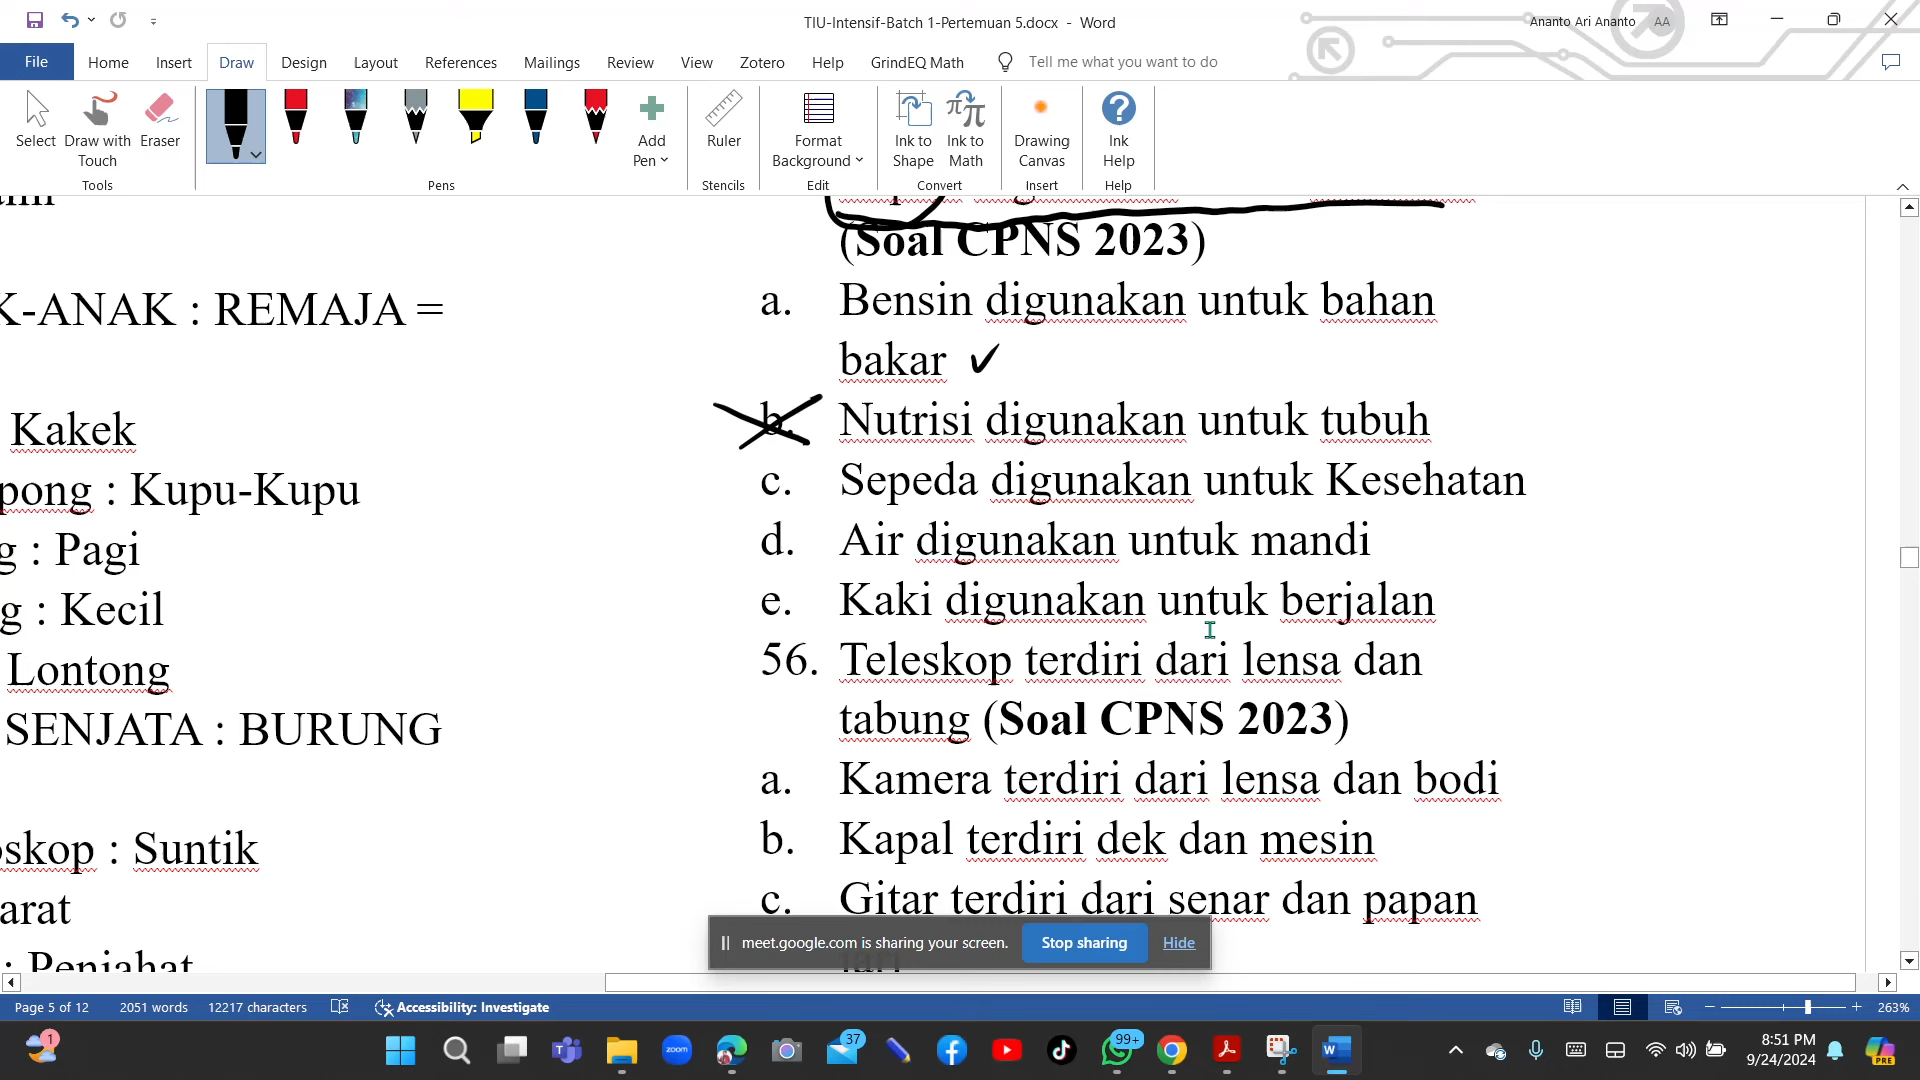 TIU-Intensif-Batch 1-Pertemuan 5.docx - Word
Ananto Ari Ananto AA
File Home Insert Draw Design Layout References Mailings Review View Zotero Help GrindEQ Math Tell me what you want to do
Select
Draw with Touch
Eraser
Add Pen
Ruler
Format Background
Ink to Shape
Ink to Math
Drawing Canvas
Ink Help
Tools Pens Stencils Edit Convert Insert Help
K-ANAK : REMAJA =
Kakek
pong : Kupu-Kupu
g : Pagi
g : Kecil
Lontong
SENJATA : BURUNG
oskop : Suntik
arat
: Penjahat
(Soal CPNS 2023)
a. Bensin digunakan untuk bahan
bakar ✓
b. Nutrisi digunakan untuk tubuh
c. Sepeda digunakan untuk Kesehatan
d. Air digunakan untuk mandi
e. Kaki digunakan untuk berjalan
56. Teleskop terdiri dari lensa dan
tabung (Soal CPNS 2023)
a. Kamera terdiri dari lensa dan bodi
b. Kapal terdiri dek dan mesin
c. Gitar terdiri dari senar dan papan
meet.google.com is sharing your screen. Stop sharing Hide
Page 5 of 12 2051 words 12217 characters Accessibility: Investigate 263%
1 zoom 37 99+ 8:51 PM
9/24/2024 PRE